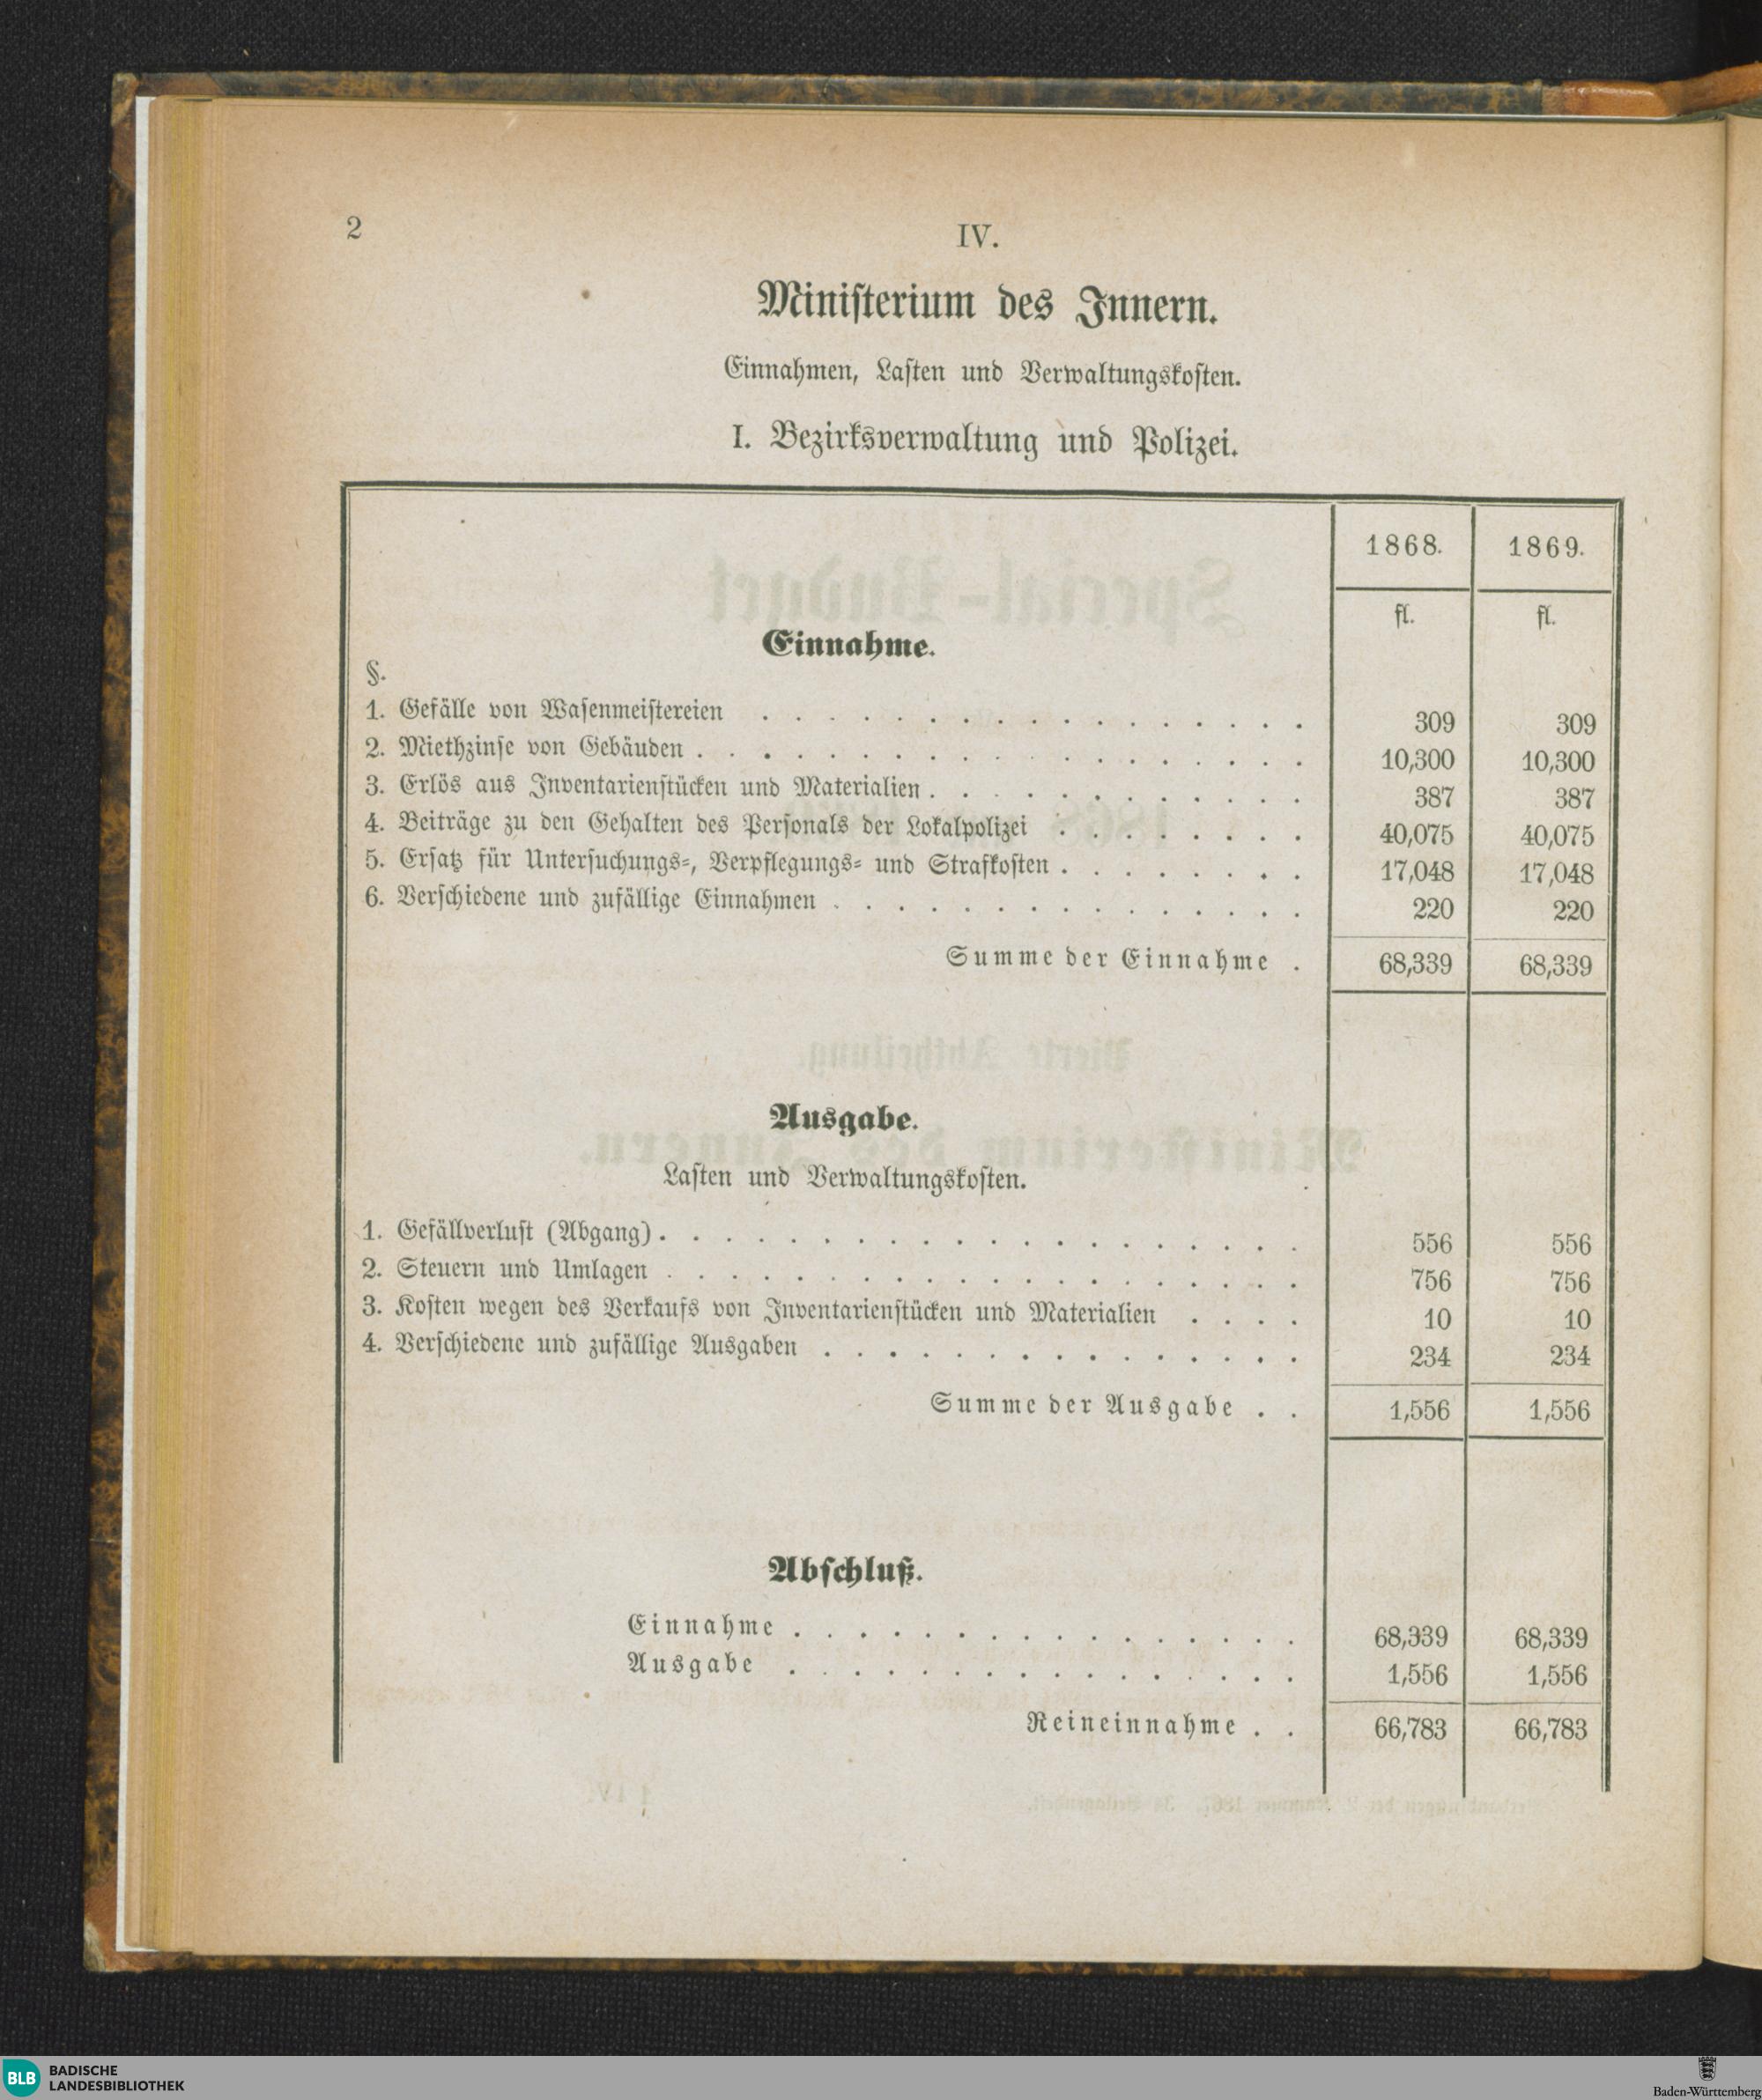 2
IV.
Ministerium des Innern.
Einnahmen, Lasten und Verwaltungskosten.
I. Bezirksverwaltung und Polizei.
1868. 1869.
fl. fl.
Einnahme.
§.
1. Gefälle von Wasenmeistereien . . . . 309 309
2. Miethzinse von Gebäuden . . . . 10,300 10,300
3. Erlös aus Inventarienstücken und Materialien . . . . 387 387
4. Beiträge zu den Gehalten des Personals der Lokalpolizei . . . . 40,075 40,075
5. Ersatz für Untersuchungs-, Verpflegungs- und Strafkosten . . . . 17,048 17,048
6. Verschiedene und zufällige Einnahmen . . . . 220 220
Summe der Einnahme . 68,339 68,339
Ausgabe.
Lasten und Verwaltungskosten.
1. Gefällverlust (Abgang) . . . . 556 556
2. Steuern und Umlagen . . . . 756 756
3. Kosten wegen des Verkaufs von Inventarienstücken und Materialien . . . . 10 10
4. Verschiedene und zufällige Ausgaben . . . . 234 234
Summe der Ausgabe . . 1,556 1,556
Abschluß.
Einnahme . . . . 68,339 68,339
Ausgabe . . . . 1,556 1,556
Reineinnahme . . 66,783 66,783
BLB BADISCHE
LANDESBIBLIOTHEK
Baden-Württemberg